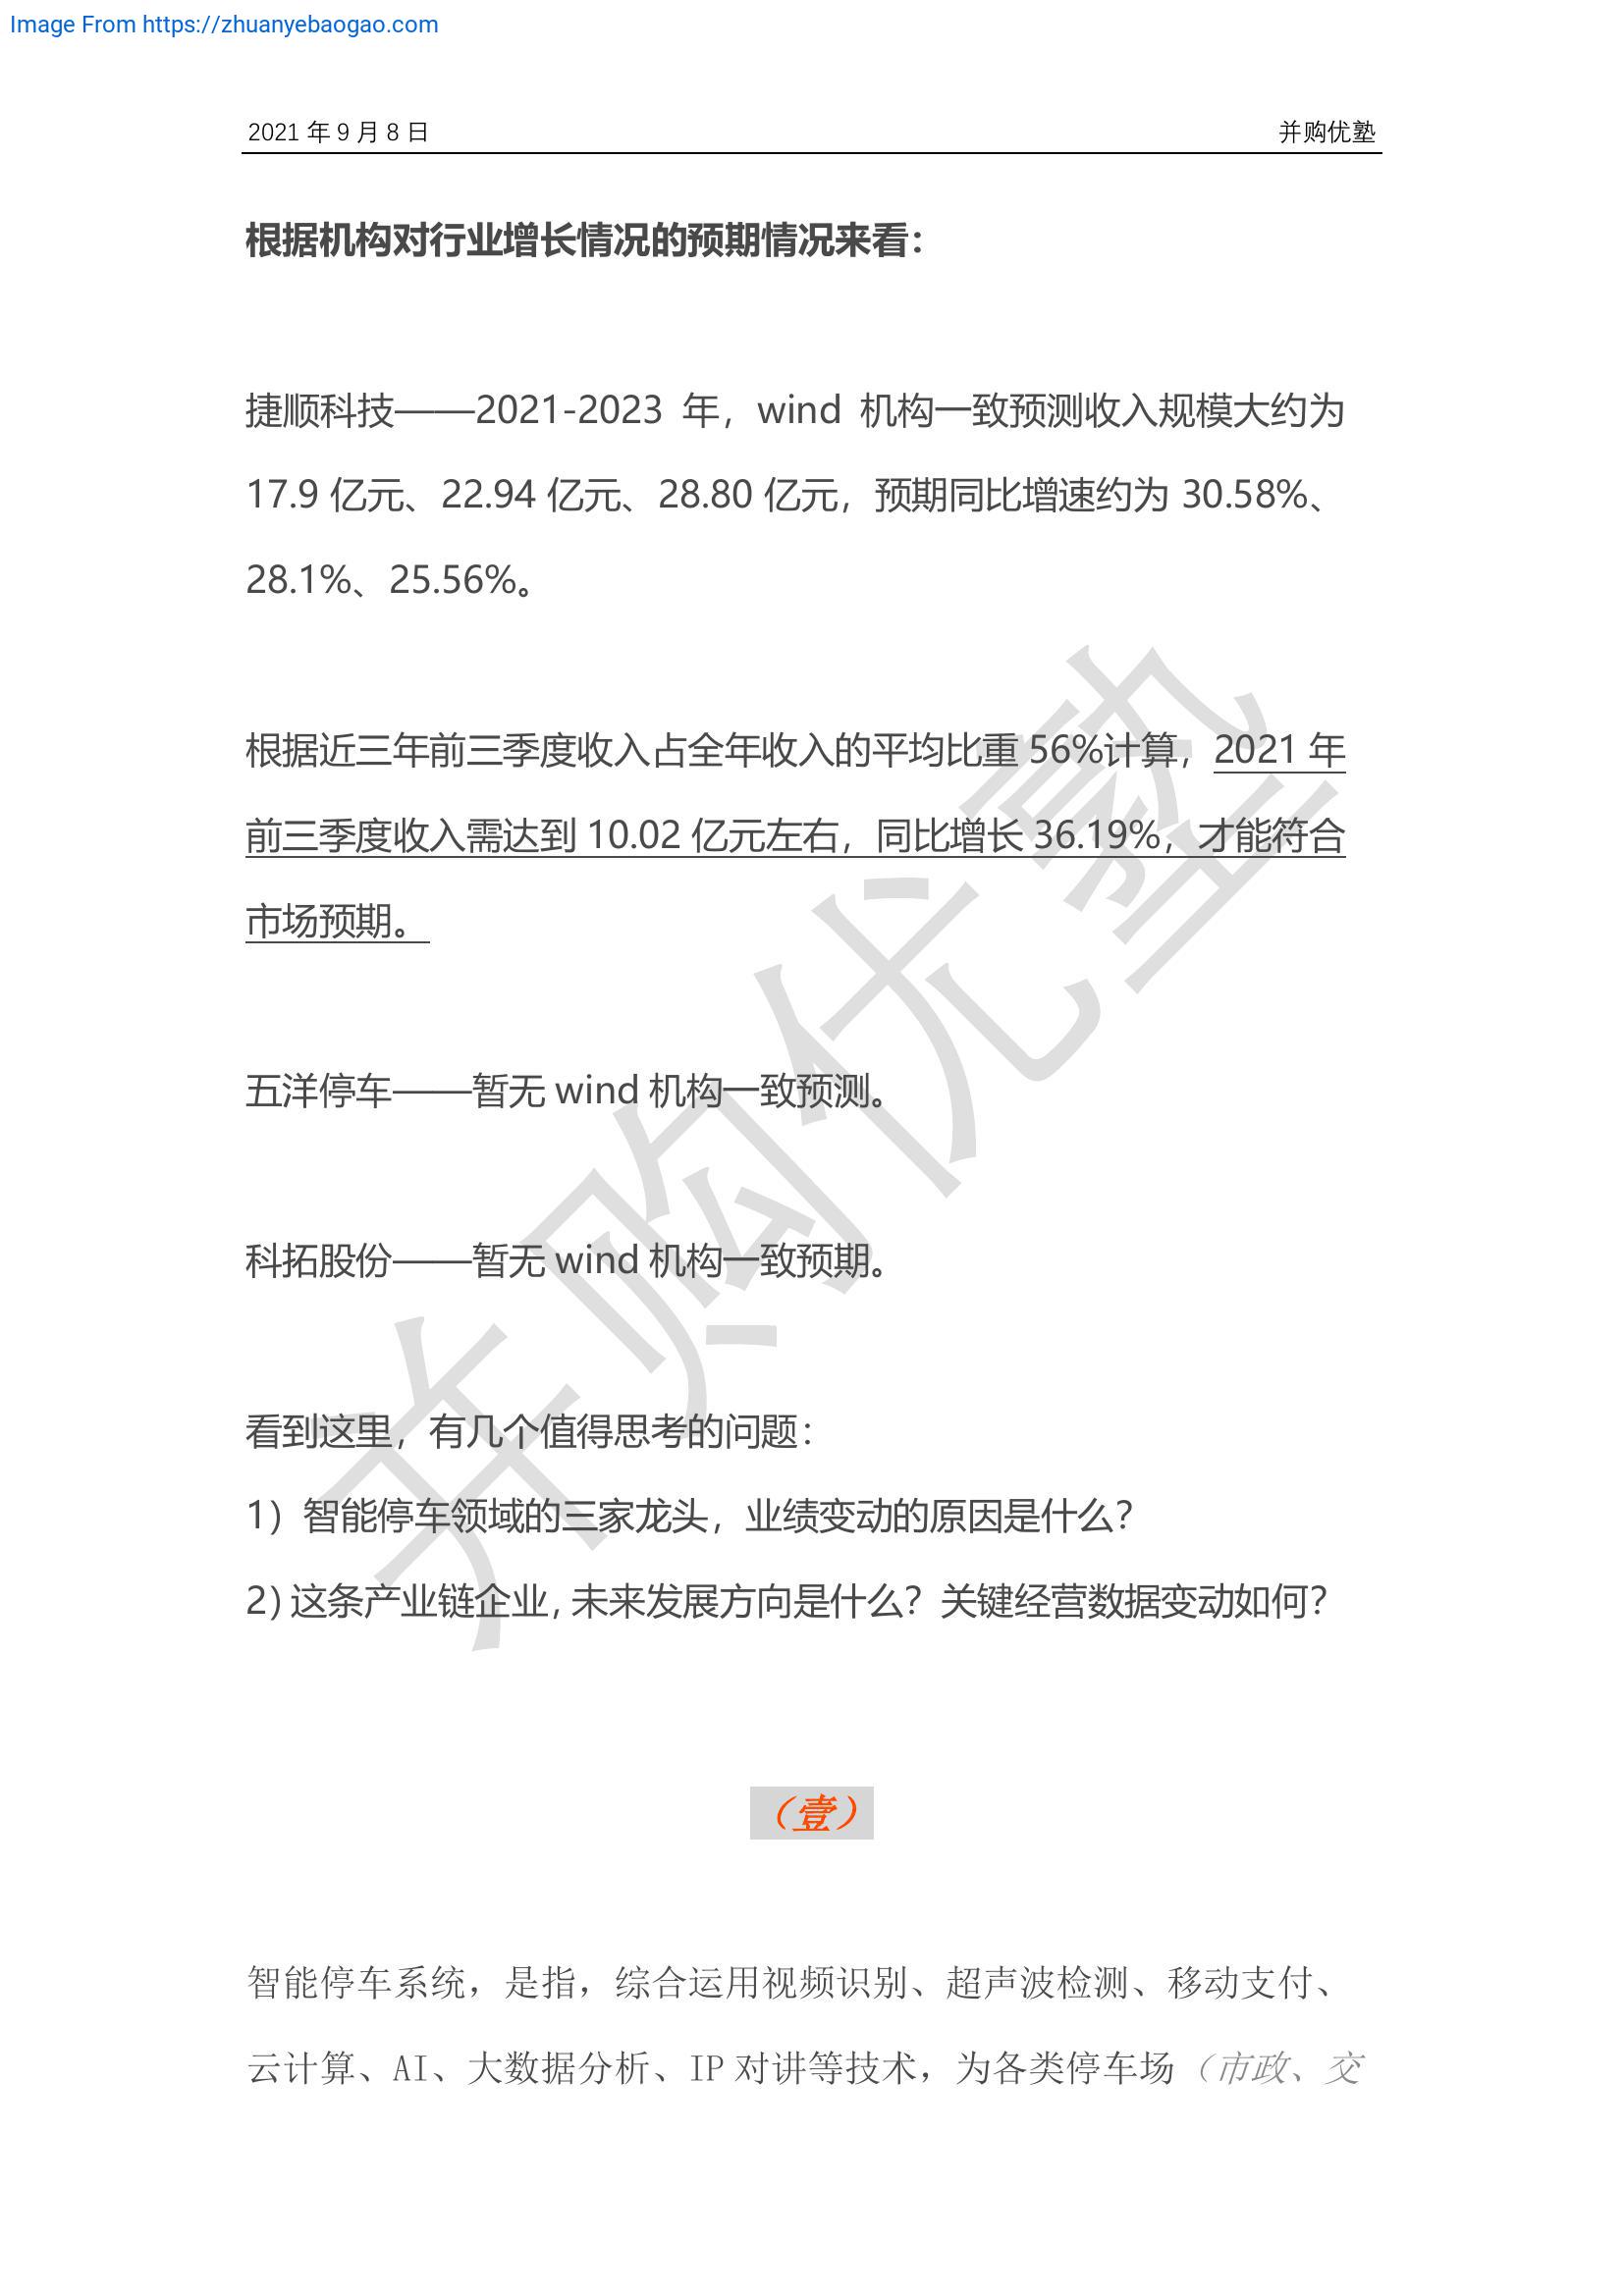 Image From https://zhuanyebaogao.com
2021 年 9 月 8 日 并购优塾
根据机构对行业增长情况的预期情况来看：
捷顺科技——2021-2023 年，wind 机构一致预测收入规模大约为
17.9 亿元、22.94 亿元、28.80 亿元，预期同比增速约为 30.58%、
28.1%、25.56%。
根据近三年前三季度收入占全年收入的平均比重 56%计算，2021 年
前三季度收入需达到 10.02 亿元左右，同比增长 36.19%，才能符合
市场预期。
五洋停车——暂无 wind 机构一致预测。
科拓股份——暂无 wind 机构一致预期。
看到这里，有几个值得思考的问题：
1）智能停车领域的三家龙头，业绩变动的原因是什么？
2）这条产业链企业，未来发展方向是什么？关键经营数据变动如何？
（壹）
智能停车系统，是指，综合运用视频识别、超声波检测、移动支付、
云计算、AI、大数据分析、IP 对讲等技术，为各类停车场（市政、交
并购优塾